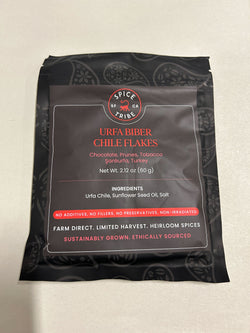 SPICE
SF CA
TRIBE
URFA BIBER
CHILE FLAKES
Chocolate, Prunes, Tobacco
Şanlıurfa, Turkey
Net Wt. 2.12 oz (60 g)
INGREDIENTS
Urfa Chile, Sunflower Seed Oil, Salt
NO ADDITIVES, NO FILLERS, NO PRESERVATIVES, NON-IRRADIATED
FARM DIRECT. LIMITED HARVEST. HEIRLOOM SPICES
SUSTAINABLY GROWN. ETHICALLY SOURCED